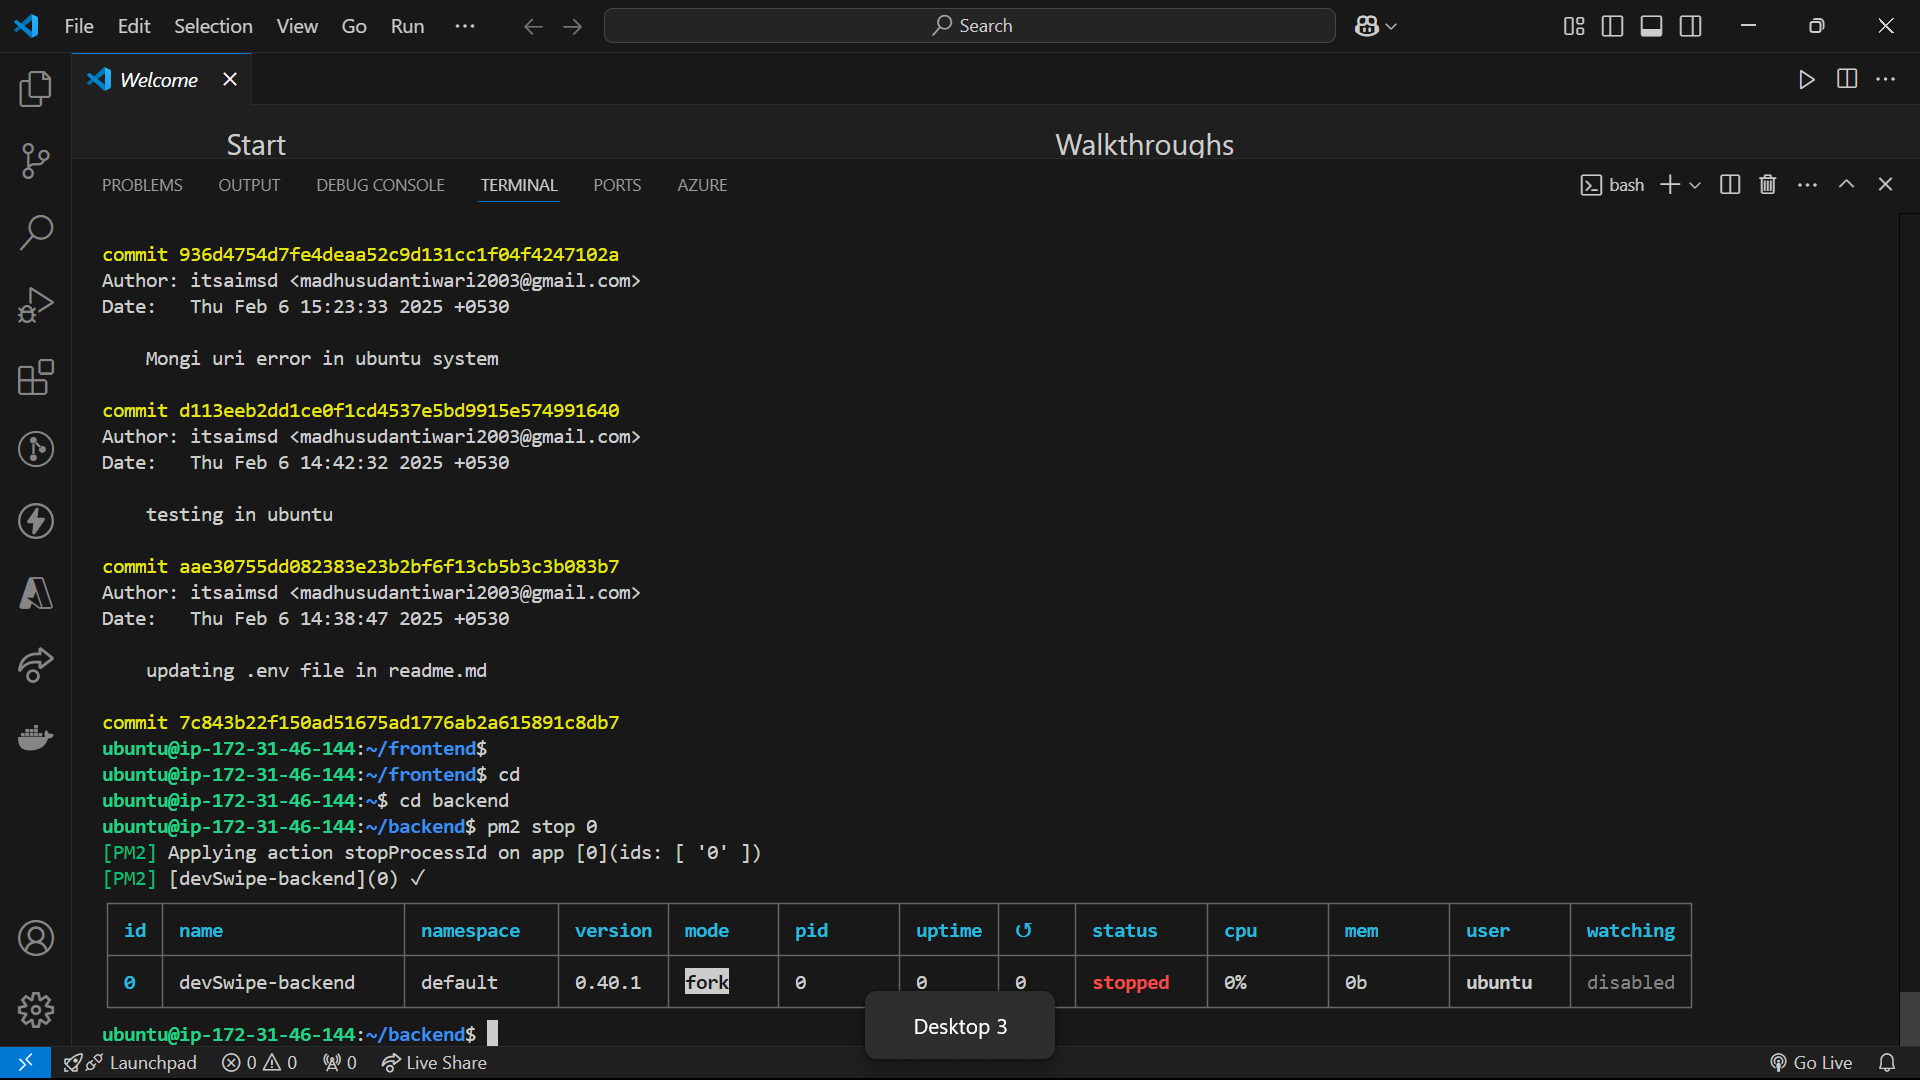 File Edit Selection View Go Run ··· Search
Welcome
Start Walkthroughs
PROBLEMS OUTPUT DEBUG CONSOLE TERMINAL PORTS AZURE bash
commit 936d4754d7fe4deaa52c9d131cc1f04f4247102a
Author: itsaimsd <madhusudantiwari2003@gmail.com>
Date:   Thu Feb 6 15:23:33 2025 +0530
Mongi uri error in ubuntu system
commit d113eeb2dd1ce0f1cd4537e5bd9915e574991640
Author: itsaimsd <madhusudantiwari2003@gmail.com>
Date:   Thu Feb 6 14:42:32 2025 +0530
testing in ubuntu
commit aae30755dd082383e23b2bf6f13cb5b3c3b083b7
Author: itsaimsd <madhusudantiwari2003@gmail.com>
Date:   Thu Feb 6 14:38:47 2025 +0530
updating .env file in readme.md
commit 7c843b22f150ad51675ad1776ab2a615891c8db7
ubuntu@ip-172-31-46-144:~/frontend$
ubuntu@ip-172-31-46-144:~/frontend$ cd
ubuntu@ip-172-31-46-144:~$ cd backend
ubuntu@ip-172-31-46-144:~/backend$ pm2 stop 0
[PM2] Applying action stopProcessId on app [0](ids: [ '0' ])
[PM2] [devSwipe-backend](0) ✓
id name namespace version mode pid uptime ↺ status cpu mem user watching
0 devSwipe-backend default 0.40.1 fork 0 0 0 stopped 0% 0b ubuntu disabled
ubuntu@ip-172-31-46-144:~/backend$
Desktop 3
Launchpad 0 0 0 Live Share Go Live